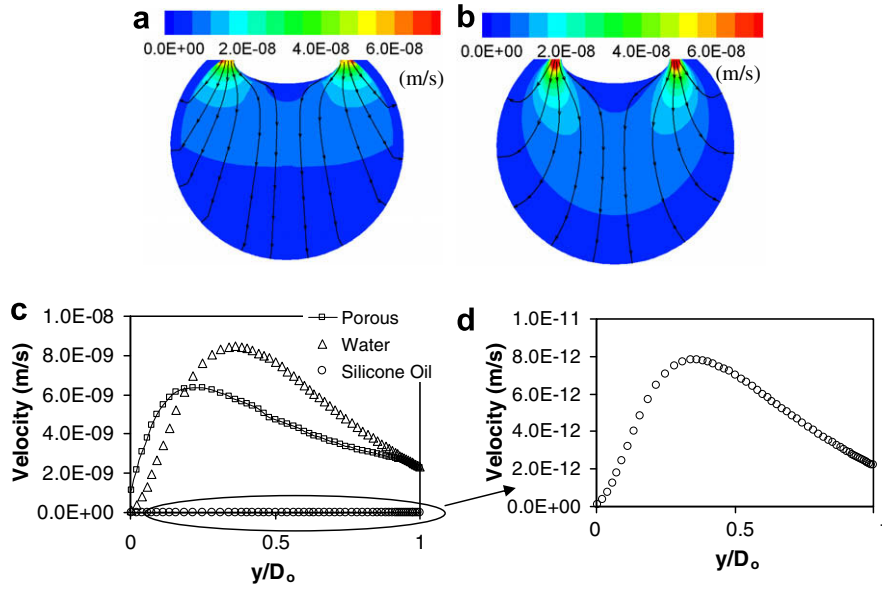 a
0.0E+00 2.0E-08 4.0E-08 6.0E-08
(m/s)
b
0.0E+00 2.0E-08 4.0E-08 6.0E-08
(m/s)
c
1.0E-08
8.0E-09
6.0E-09
4.0E-09
2.0E-09
0.0E+00
Velocity (m/s)
Porous
Water
Silicone Oil
0 0.5 1
y/Do
d
1.0E-11
8.0E-12
6.0E-12
4.0E-12
2.0E-12
0.0E+00
Velocity (m/s)
0 0.5 1
y/Do